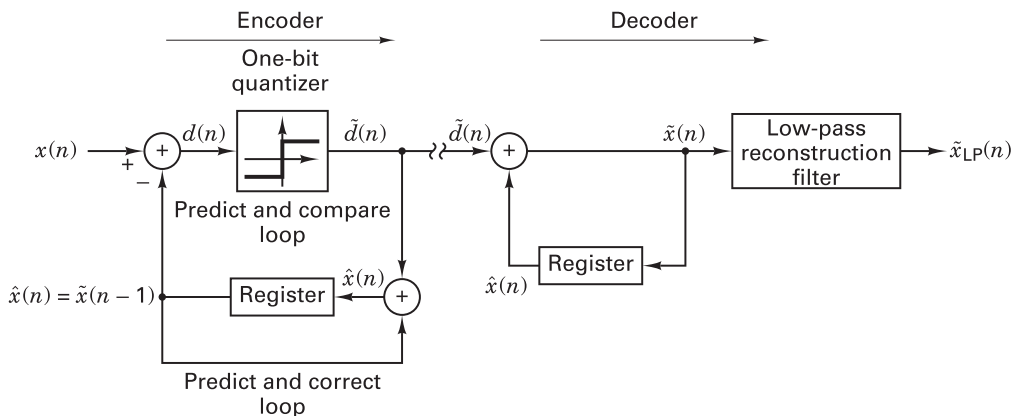 Encoder
Decoder
One-bit
quantizer
x(n)
+
−
+
d(n)
d̃(n)
d̃(n)
+
x̃(n)
Low-pass
reconstruction
filter
x̃LP(n)
Predict and compare
loop
x̂(n) = x̃(n − 1)
Register
x̂(n)
+
x̂(n)
Register
Predict and correct
loop